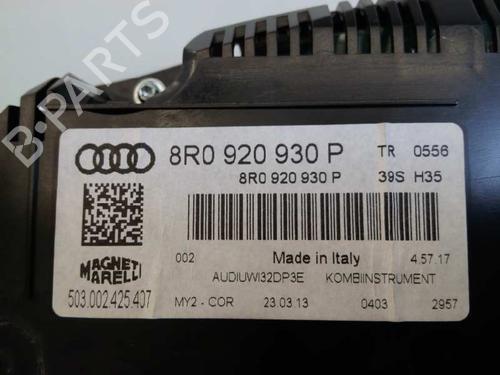 B-PARTS
8R0 920 930 P TR 0556
8R0 920 930 P 39S H35
002 Made in Italy 4.57.17
MAGNETI MARELLI AUDIUWI32DP3E KOMBIINSTRUMENT
503.002.425.407 MY2-COR 23.03.13 0403 2957